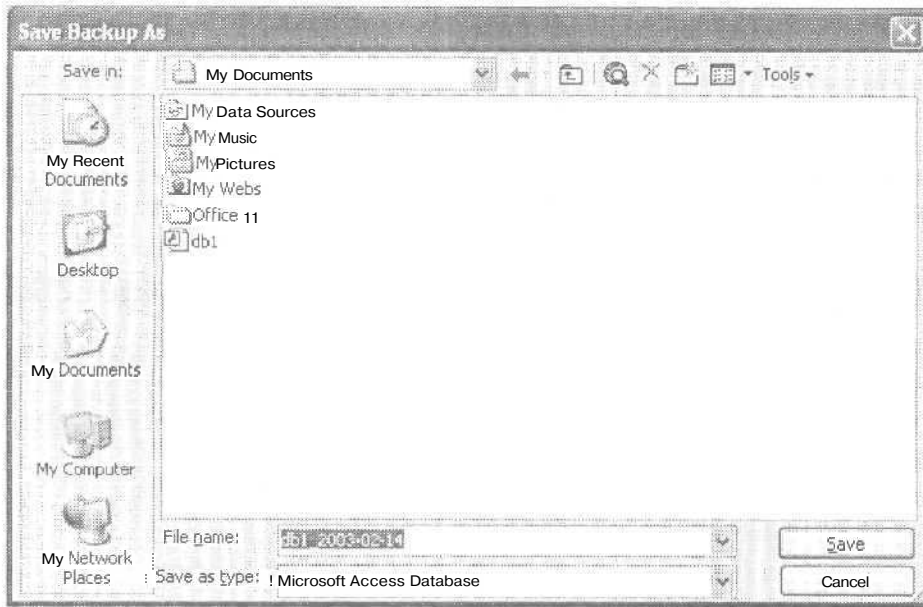 Save Backup As
Save in:
My Documents
Tools
My Data Sources
My Music
My Pictures
My Webs
Office 11
db1
My Recent
Documents
Desktop
My Documents
My Computer
My Network
Places
File name:
db1_2003-02-14
Save
Save as type:
! Microsoft Access Database
Cancel